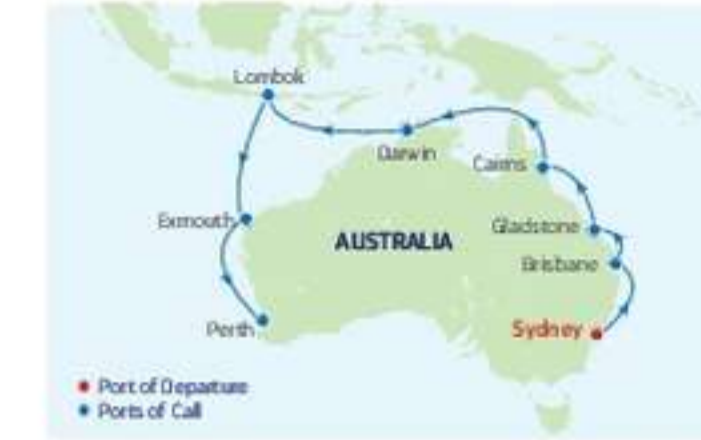 Lombok
Darwin
Cairns
Exmouth
Gladstone
AUSTRALIA
Brisbane
Perth
Sydney
Port of Departure
Ports of Call